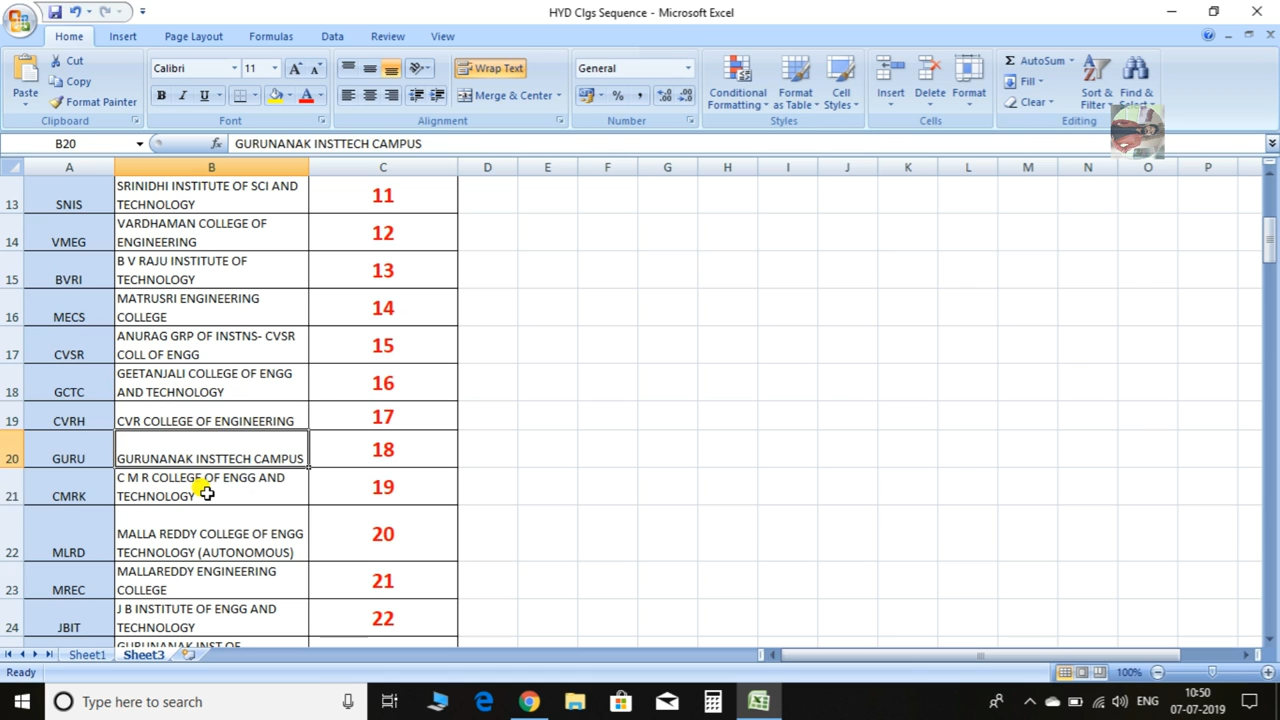 HYD Clgs Sequence - Microsoft Excel
Home Insert Page Layout Formulas Data Review View
Paste
Cut
Copy
Format Painter
Clipboard
Calibri 11
B I U A
Font
Wrap Text
Merge & Center
Alignment
General
% ,
Number
Conditional Formatting
Format as Table
Cell Styles
Styles
Insert Delete Format
Cells
Σ AutoSum
Fill
Clear
Sort & Filter
Find & Select
Editing
B20 fx GURUNANAK INSTTECH CAMPUS
A B C D E F G H I J K L M N O P
13 SNIS SRINIDHI INSTITUTE OF SCI AND TECHNOLOGY 11
14 VMEG VARDHAMAN COLLEGE OF ENGINEERING 12
15 BVRI B V RAJU INSTITUTE OF TECHNOLOGY 13
16 MECS MATRUSRI ENGINEERING COLLEGE 14
17 CVSR ANURAG GRP OF INSTNS- CVSR COLL OF ENGG 15
18 GCTC GEETANJALI COLLEGE OF ENGG AND TECHNOLOGY 16
19 CVRH CVR COLLEGE OF ENGINEERING 17
20 GURU GURUNANAK INSTTECH CAMPUS 18
21 CMRK C M R COLLEGE OF ENGG AND TECHNOLOGY 19
22 MLRD MALLA REDDY COLLEGE OF ENGG TECHNOLOGY (AUTONOMOUS) 20
23 MREC MALLAREDDY ENGINEERING COLLEGE 21
24 JBIT J B INSTITUTE OF ENGG AND TECHNOLOGY 22
GURUNANAK INST OF
Sheet1 Sheet3
Ready 100%
Type here to search
ENG
10:50
07-07-2019